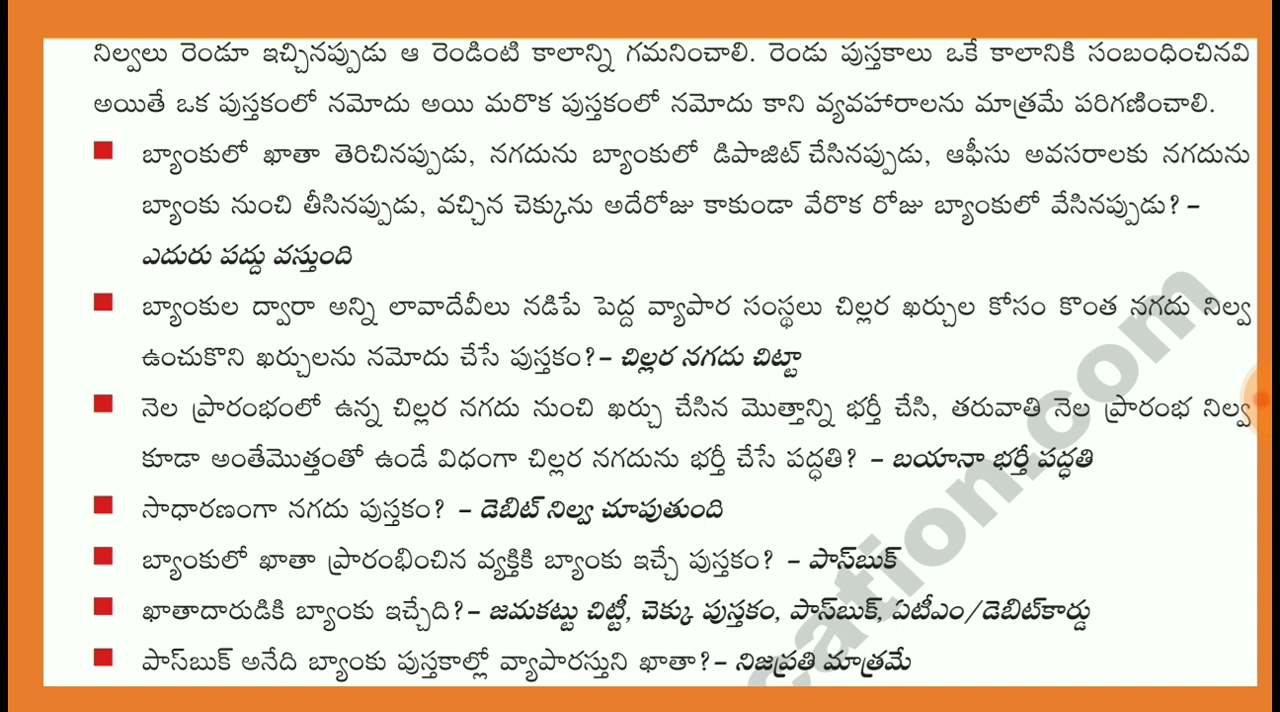 నిల్వలు రెండూ ఇచ్చినప్పుడు ఆ రెండింటి కాలాన్ని గమనించాలి. రెండు పుస్తకాలు ఒకే కాలానికి సంబంధించినవి
అయితే ఒక పుస్తకంలో నమోదు అయి మరొక పుస్తకంలో నమోదు కాని వ్యవహారాలను మాత్రమే పరిగణించాలి.
■ బ్యాంకులో ఖాతా తెరిచినప్పుడు, నగదును బ్యాంకులో డిపాజిట్ చేసినప్పుడు, ఆఫీసు అవసరాలకు నగదును
బ్యాంకు నుంచి తీసినప్పుడు, వచ్చిన చెక్కును అదేరోజు కాకుండా వేరొక రోజు బ్యాంకులో వేసినప్పుడు? –
ఎదురు పద్దు వస్తుంది
■ బ్యాంకుల ద్వారా అన్ని లావాదేవీలు నడిపే పెద్ద వ్యాపార సంస్థలు చిల్లర ఖర్చుల కోసం కొంత నగదు నిల్వ
ఉంచుకొని ఖర్చులను నమోదు చేసే పుస్తకం? – చిల్లర నగదు చిట్టా
■ నెల ప్రారంభంలో ఉన్న చిల్లర నగదు నుంచి ఖర్చు చేసిన మొత్తాన్ని భర్తీ చేసి, తరువాతి నెల ప్రారంభ నిల్వ
కూడా అంతేమొత్తంతో ఉండే విధంగా చిల్లర నగదును భర్తీ చేసే పద్ధతి? – బయానా భర్తీ పద్ధతి
■ సాధారణంగా నగదు పుస్తకం? – డెబిట్ నిల్వ చూపుతుంది
■ బ్యాంకులో ఖాతా ప్రారంభించిన వ్యక్తికి బ్యాంకు ఇచ్చే పుస్తకం? – పాస్‌బుక్
■ ఖాతాదారుడికి బ్యాంకు ఇచ్చేది? – జమకట్టు చిట్టీ, చెక్కు పుస్తకం, పాస్‌బుక్, ఏటీఎం/డెబిట్‌కార్డు
■ పాస్‌బుక్ అనేది బ్యాంకు పుస్తకాల్లో వ్యాపారస్తుని ఖాతా? – నిజప్రతి మాత్రమే
cation.com